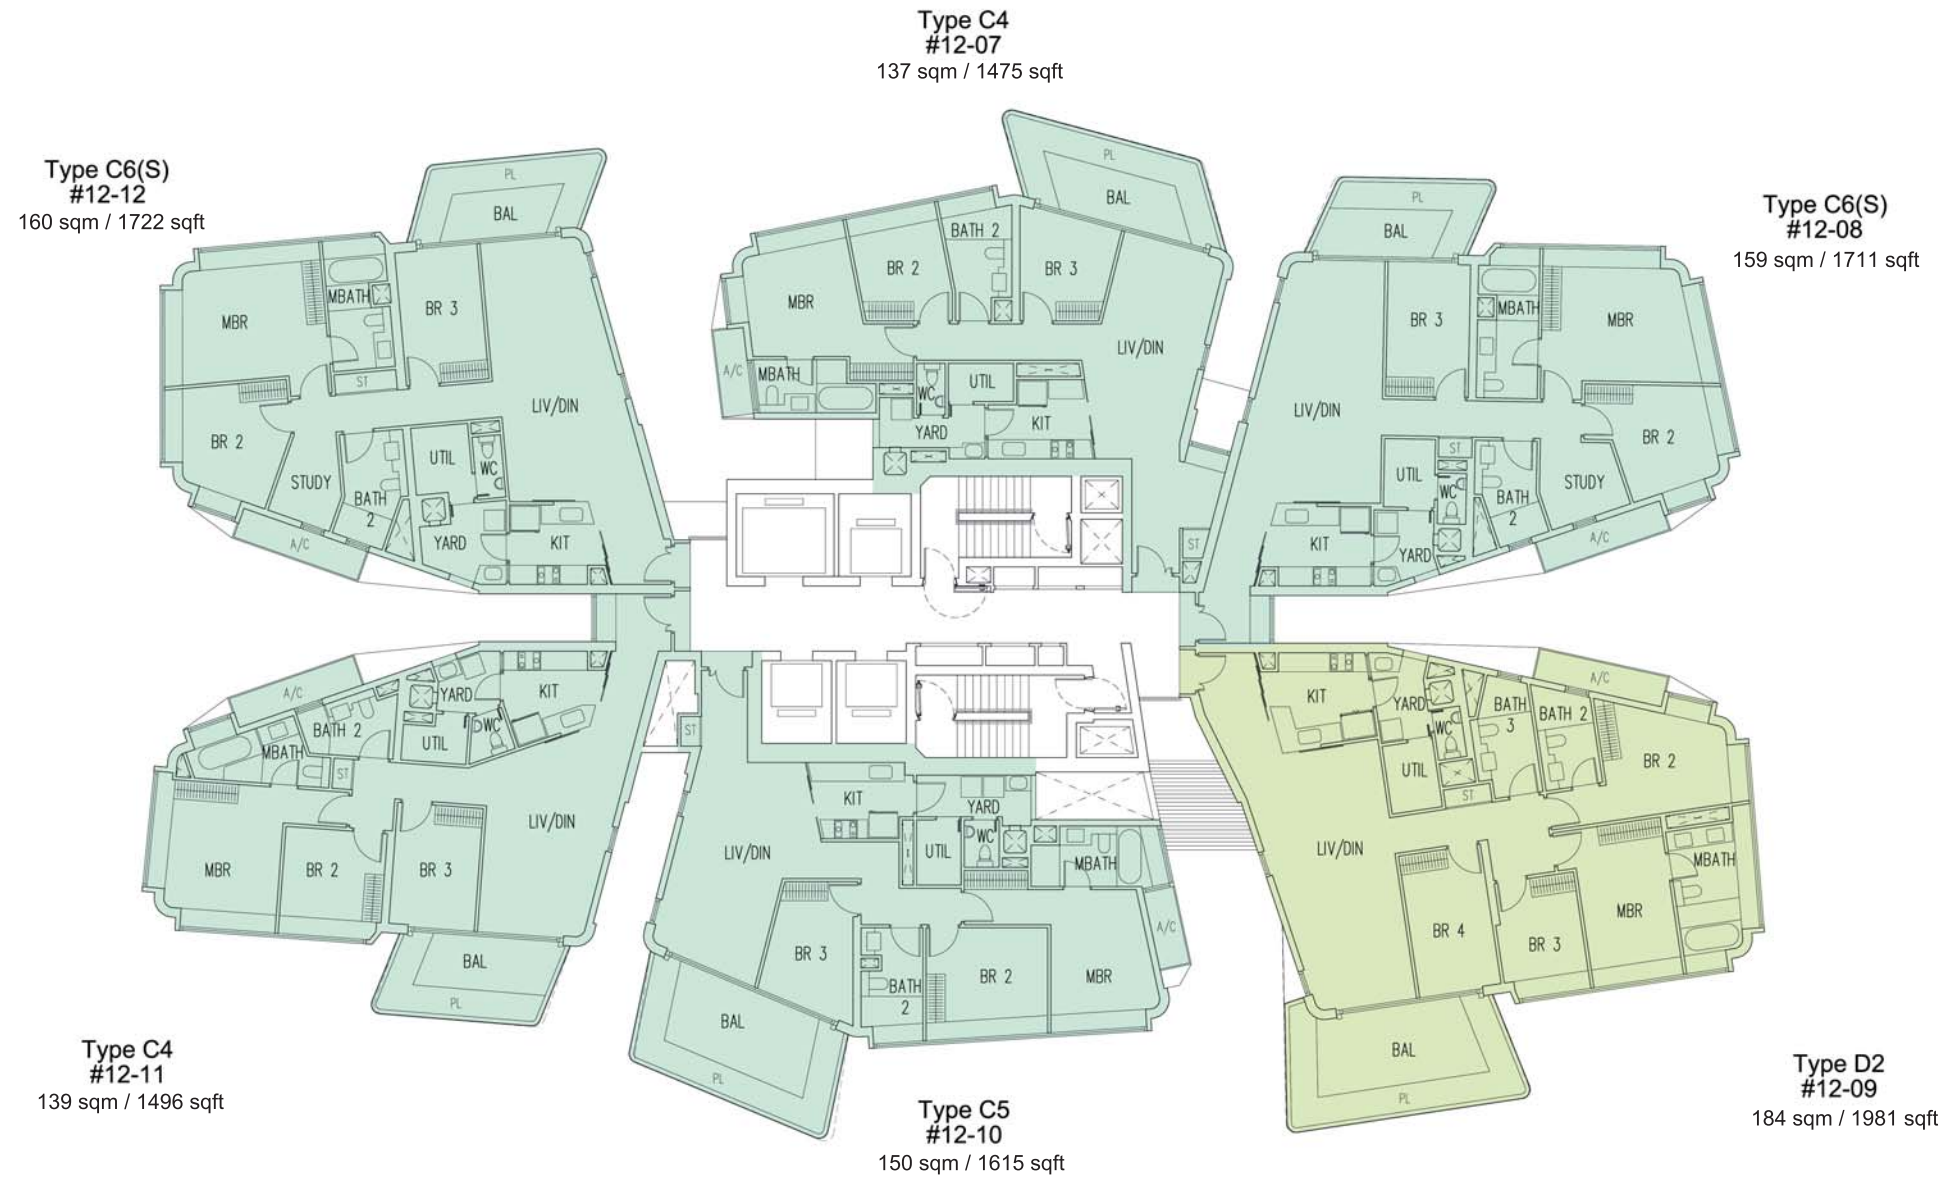 Type C4
#12-07
137 sqm / 1475 sqft
Type C6(S)
#12-12
160 sqm / 1722 sqft
Type C6(S)
#12-08
159 sqm / 1711 sqft
PL
BAL
MBR
MBATH
BR 3
ST
LIV/DIN
BR 2
STUDY
BATH
2
UTIL
WC
YARD
KIT
A/C
PL
BAL
BATH 2
BR 2
BR 3
MBR
LIV/DIN
A/C
MBATH
WC
UTIL
YARD
KIT
ST
PL
BAL
BR 3
MBATH
MBR
LIV/DIN
BR 2
UTIL
ST
WC
BATH
2
STUDY
KIT
YARD
A/C
A/C
YARD
KIT
BATH 2
WC
UTIL
MBATH
ST
LIV/DIN
MBR
BR 2
BR 3
BAL
PL
ST
KIT
YARD
LIV/DIN
UTIL
WC
MBATH
A/C
BR 3
BR 2
MBR
BATH
2
BAL
PL
A/C
KIT
YARD
BATH
3
BATH 2
WC
UTIL
ST
BR 2
LIV/DIN
MBATH
MBR
BR 4
BR 3
BAL
PL
Type C4
#12-11
139 sqm / 1496 sqft
Type C5
#12-10
150 sqm / 1615 sqft
Type D2
#12-09
184 sqm / 1981 sqft